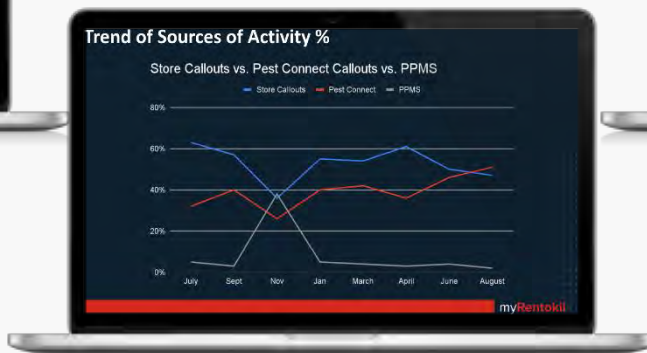 Trend of Sources of Activity %
Store Callouts vs. Pest Connect Callouts vs. PPMS
Store Callouts Pest Connect PPMS
80%
60%
40%
20%
0%
July Sept Nov Jan March April June August
myRentokil